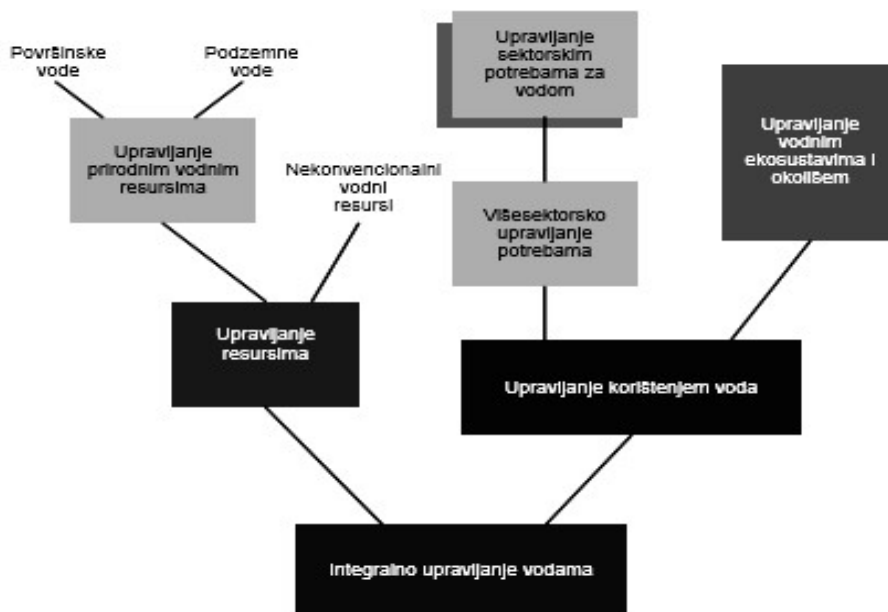 Površinske
vode
Podzemne
vode
Upravljanje
sektorskim
potrebama za
vodom
Upravljanje
vodnim
ekosustavima i
okolišem
Upravljanje
prirodnim vodnim
resursima
Nekonvencionalni
vodni
resursi
Višesektorsko
upravljanje
potrebama
Upravljanje
resursima
Upravljanje korištenjem voda
Integralno upravljanje vodama